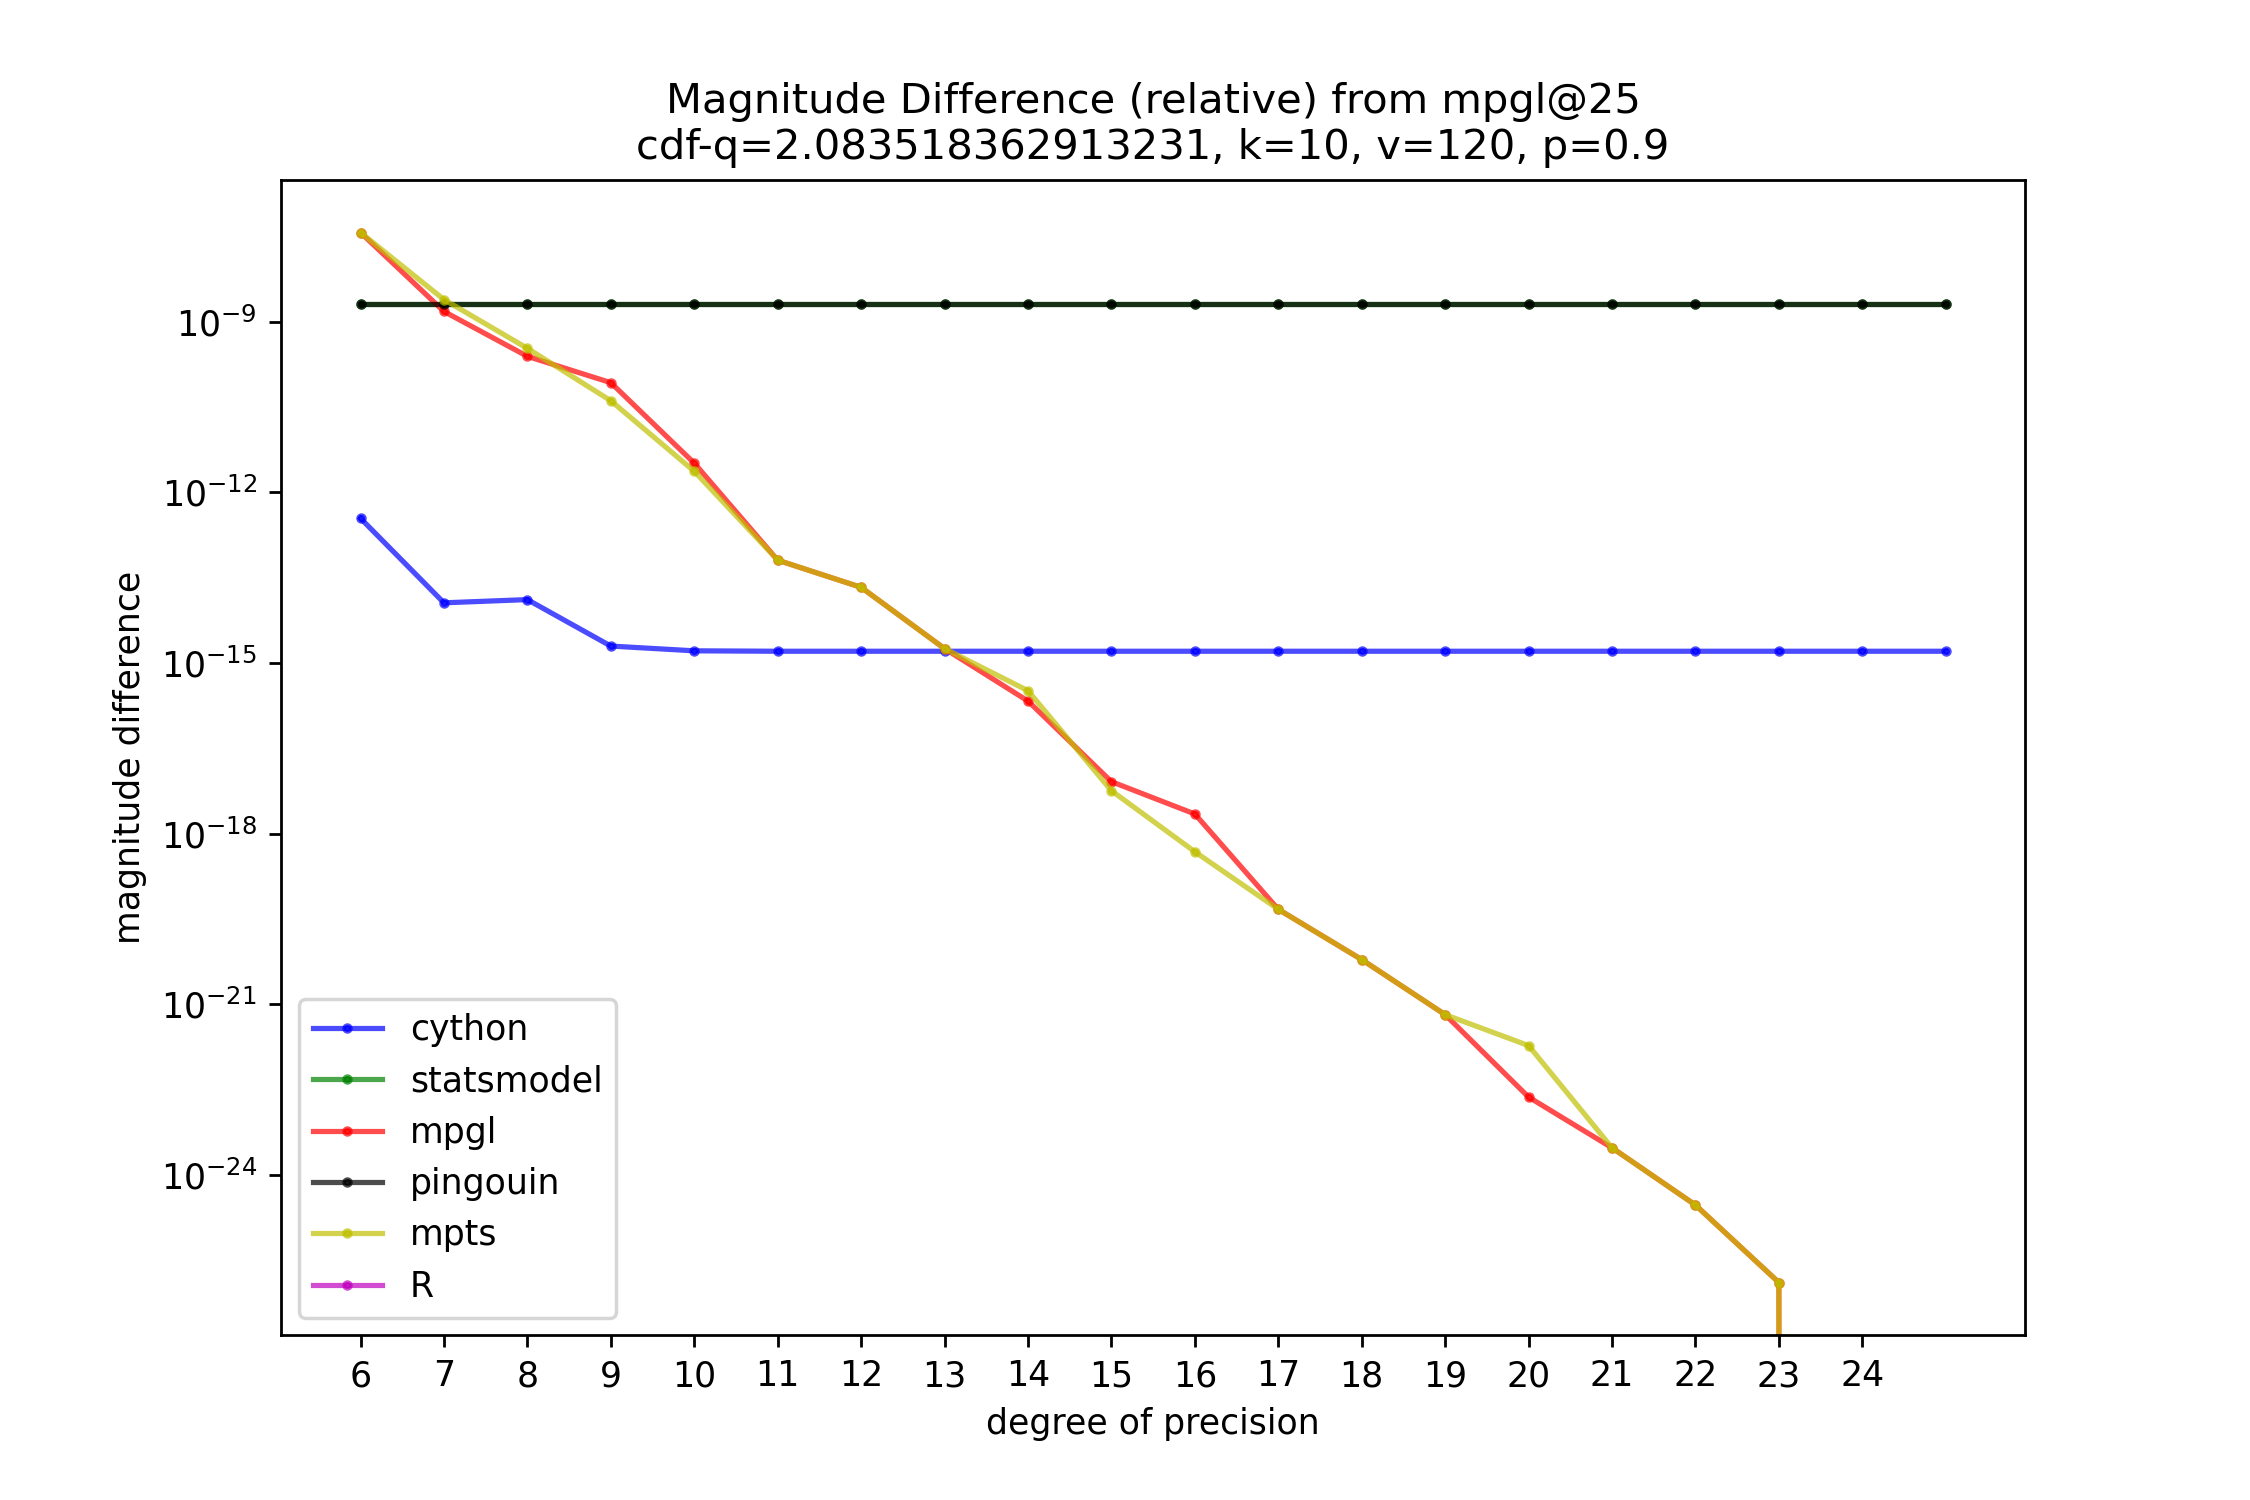 Magnitude Difference (relative) from mpgl@25
cdf-q=2.083518362913231, k=10, v=120, p=0.9
magnitude difference
10⁻⁹
10⁻¹²
10⁻¹⁵
10⁻¹⁸
10⁻²¹
10⁻²⁴
cython
statsmodel
mpgl
pingouin
mpts
R
6 7 8 9 10 11 12 13 14 15 16 17 18 19 20 21 22 23 24
degree of precision